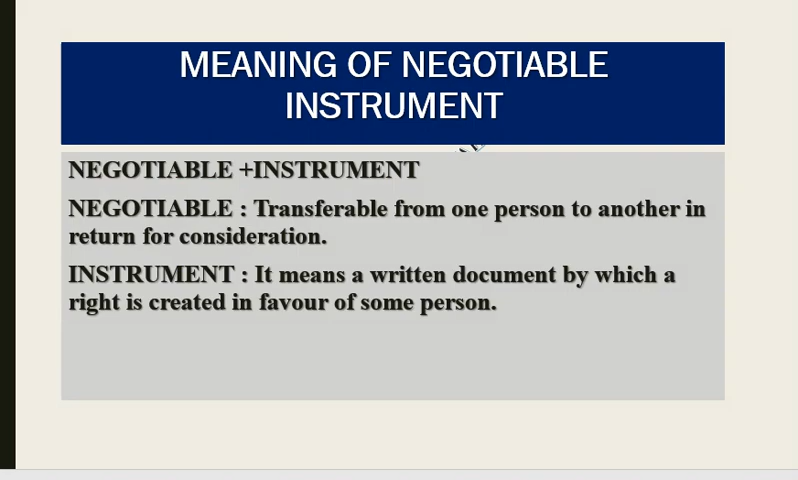 MEANING OF NEGOTIABLE
INSTRUMENT
NEGOTIABLE +INSTRUMENT
NEGOTIABLE : Transferable from one person to another in
return for consideration.
INSTRUMENT : It means a written document by which a
right is created in favour of some person.